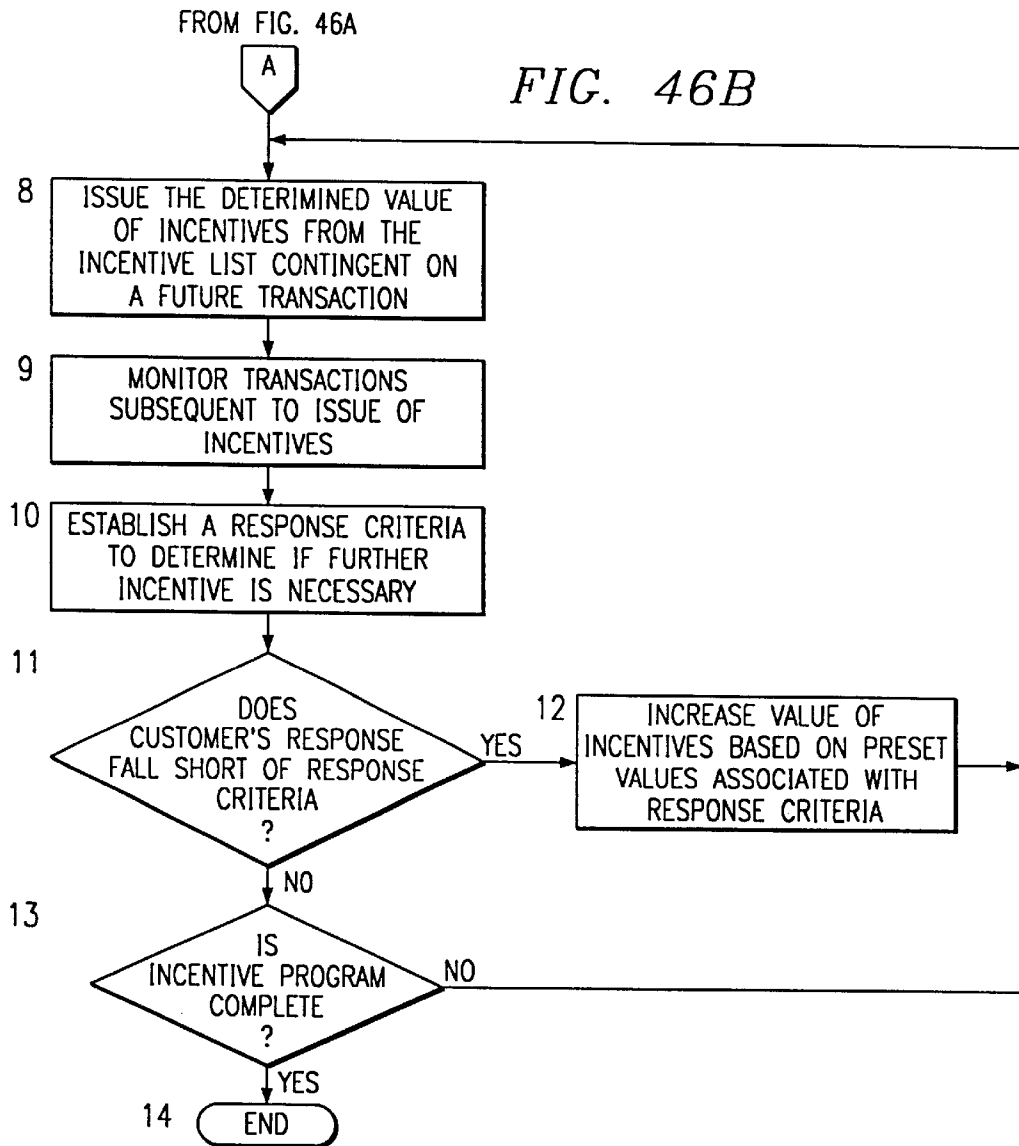 FROM FIG. 46A
A
FIG. 46B
8
ISSUE THE DETERIMINED VALUE
OF INCENTIVES FROM THE
INCENTIVE LIST CONTINGENT ON
A FUTURE TRANSACTION
9
MONITOR TRANSACTIONS
SUBSEQUENT TO ISSUE OF
INCENTIVES
10
ESTABLISH A RESPONSE CRITERIA
TO DETERMINE IF FURTHER
INCENTIVE IS NECESSARY
11
DOES
CUSTOMER'S RESPONSE
FALL SHORT OF RESPONSE
CRITERIA
?
YES
12
INCREASE VALUE OF
INCENTIVES BASED ON PRESET
VALUES ASSOCIATED WITH
RESPONSE CRITERIA
NO
13
IS
INCENTIVE PROGRAM
COMPLETE
?
NO
YES
14
END